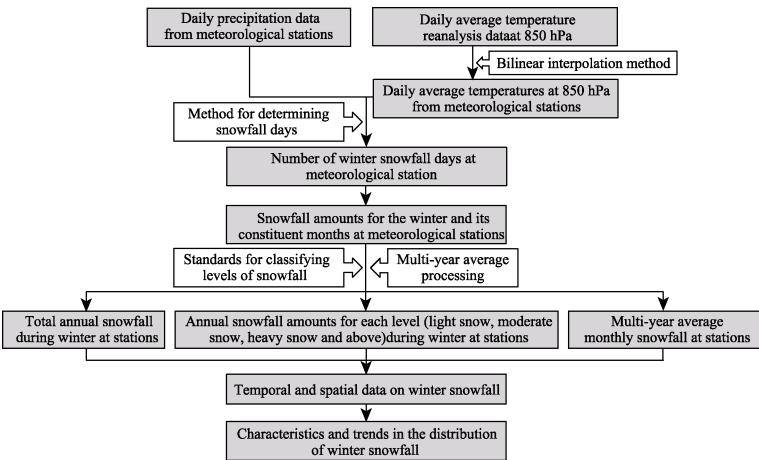 Daily precipitation data
from meteorological stations
Daily average temperature
reanalysis dataat 850 hPa
Bilinear interpolation method
Daily average temperatures at 850 hPa
from meteorological stations
Method for determining
snowfall days
Number of winter snowfall days at
meteorological station
Snowfall amounts for the winter and its
constituent months at meteorological stations
Standards for classifying
levels of snowfall
Multi-year average
processing
Total annual snowfall
during winter at stations
Annual snowfall amounts for each level (light snow, moderate
snow, heavy snow and above)during winter at stations
Multi-year average
monthly snowfall at stations
Temporal and spatial data on winter snowfall
Characteristics and trends in the distribution
of winter snowfall